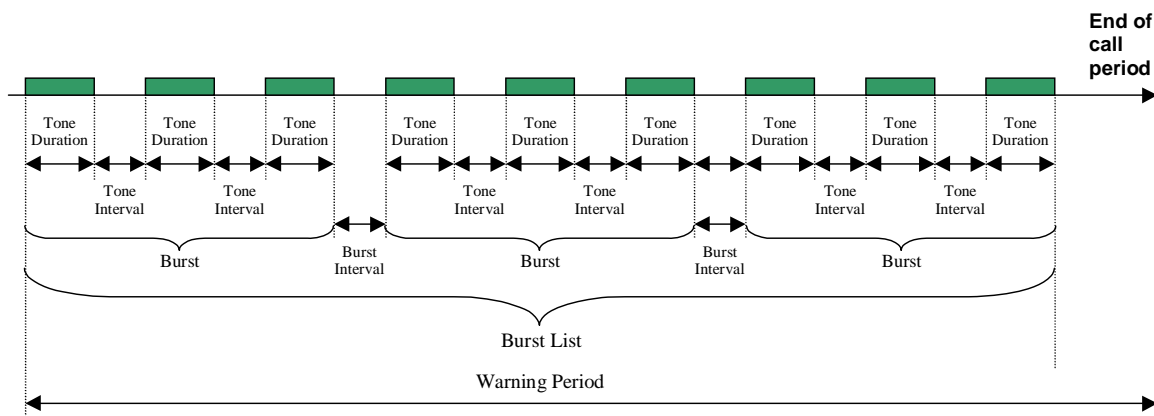 End of
call
period
Tone
Duration
Tone
Duration
Tone
Duration
Tone
Duration
Tone
Duration
Tone
Duration
Tone
Duration
Tone
Duration
Tone
Duration
Tone
Interval
Tone
Interval
Tone
Interval
Tone
Interval
Tone
Interval
Tone
Interval
Burst
Burst
Interval
Burst
Burst
Interval
Burst
Burst List
Warning Period